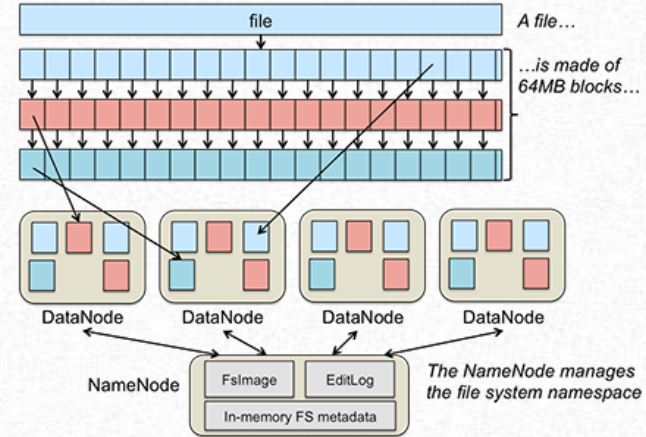 file
A file...
...is made of
64MB blocks...
DataNode
DataNode
DataNode
DataNode
NameNode
FsImage
EditLog
In-memory FS metadata
The NameNode manages
the file system namespace